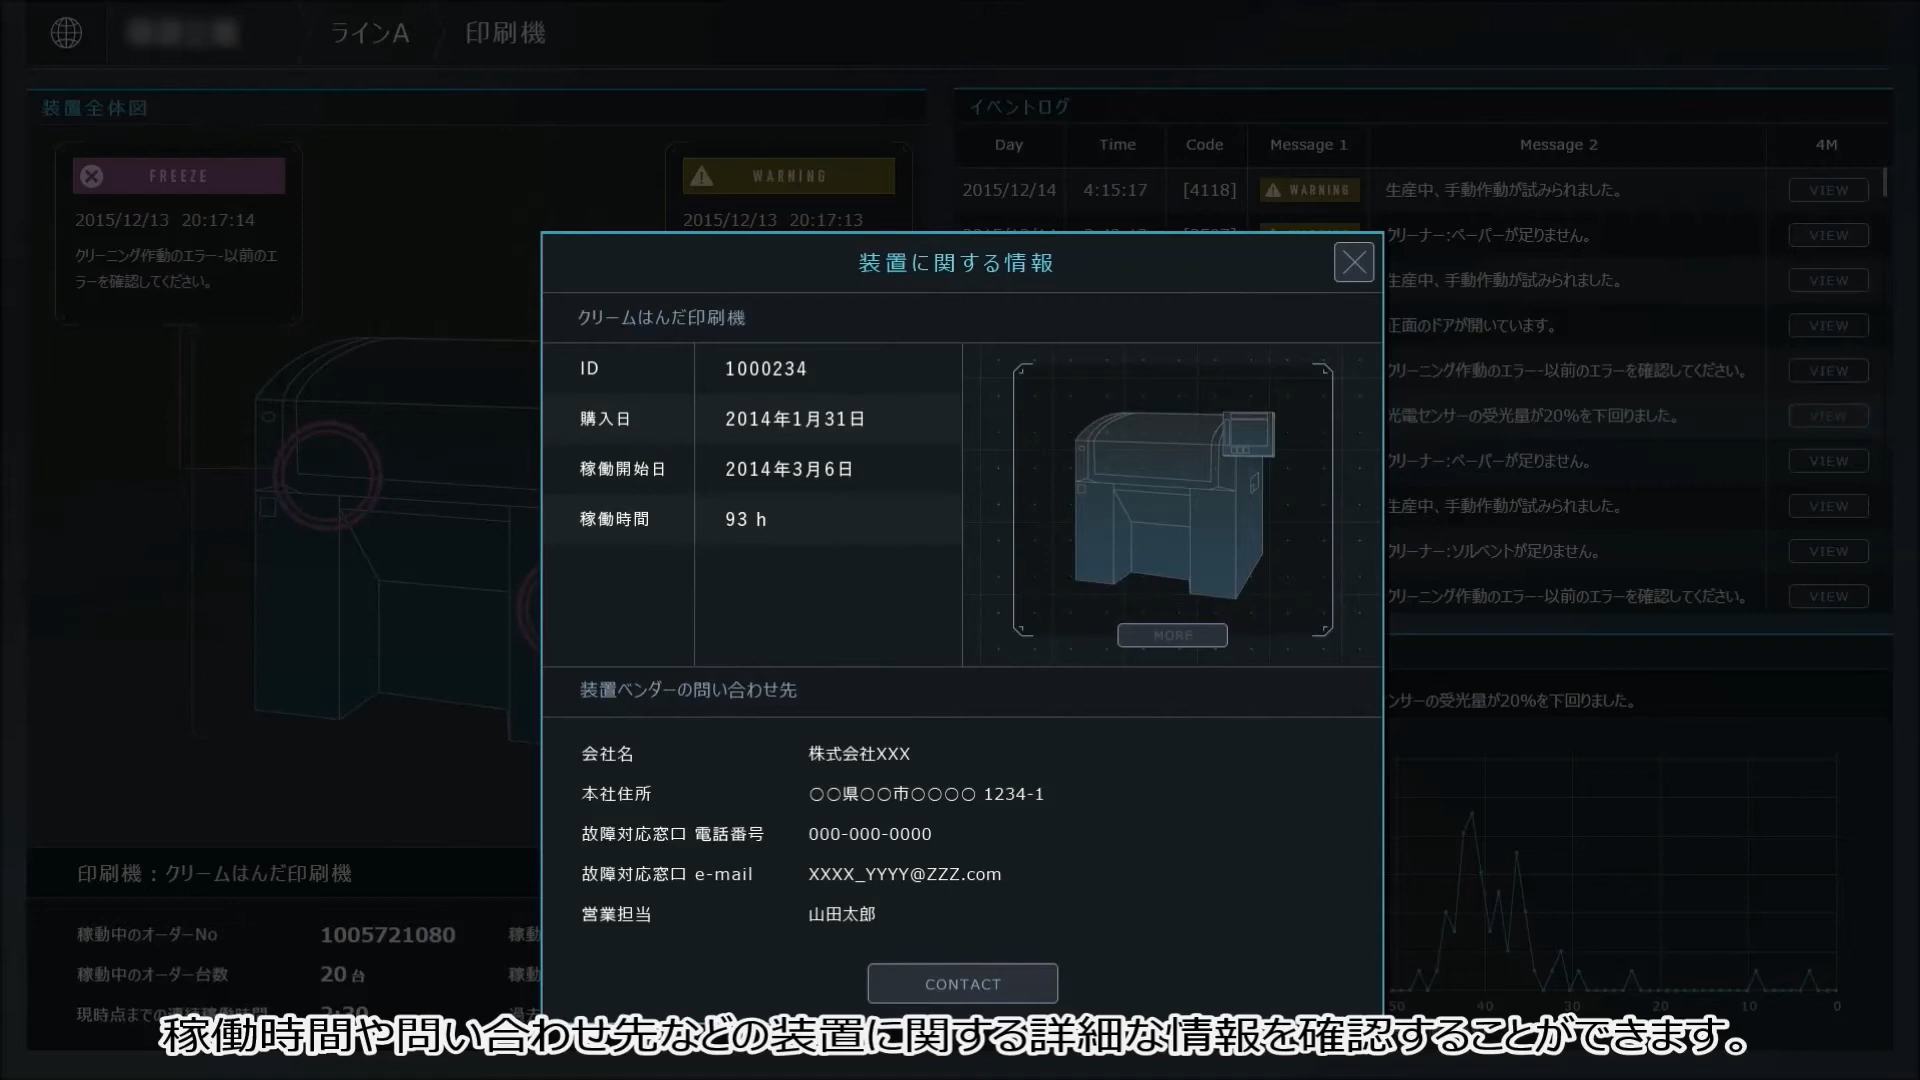 ラインA
印刷機
装置全体図
FREEZE
2015/12/13 20:17:14
クリーニング作動のエラー-以前のエ
ラーを確認してください。
WARNING
2015/12/13 20:17:13
イベントログ
Day Time Code Message 1 Message 2 4M
2015/12/14 4:15:17 [4118] WARNING 生産中、手動作動が試みられました。 VIEW
クリーナー:ペーパーが足りません。 VIEW
生産中、手動作動が試みられました。 VIEW
正面のドアが開いています。 VIEW
クリーニング作動のエラー-以前のエラーを確認してください。 VIEW
光電センサーの受光量が20%を下回りました。 VIEW
クリーナー:ペーパーが足りません。 VIEW
生産中、手動作動が試みられました。 VIEW
クリーナー:ソルベントが足りません。 VIEW
クリーニング作動のエラー-以前のエラーを確認してください。 VIEW
装置に関する情報
クリームはんだ印刷機
ID 1000234
購入日 2014年1月31日
稼働開始日 2014年3月6日
稼働時間 93 h
MORE
装置ベンダーの問い合わせ先
会社名 株式会社XXX
本社住所 ○○県○○市○○○○ 1234-1
故障対応窓口 電話番号 000-000-0000
故障対応窓口 e-mail XXXX_YYYY@ZZZ.com
営業担当 山田太郎
CONTACT
ンサーの受光量が20%を下回りました。
50 40 30 20 10 0
印刷機：クリームはんだ印刷機
稼動中のオーダーNo 1005721080 稼動
稼動中のオーダー台数 20 台 稼動
現時点までの
稼働時間や問い合わせ先などの装置に関する詳細な情報を確認することができます。